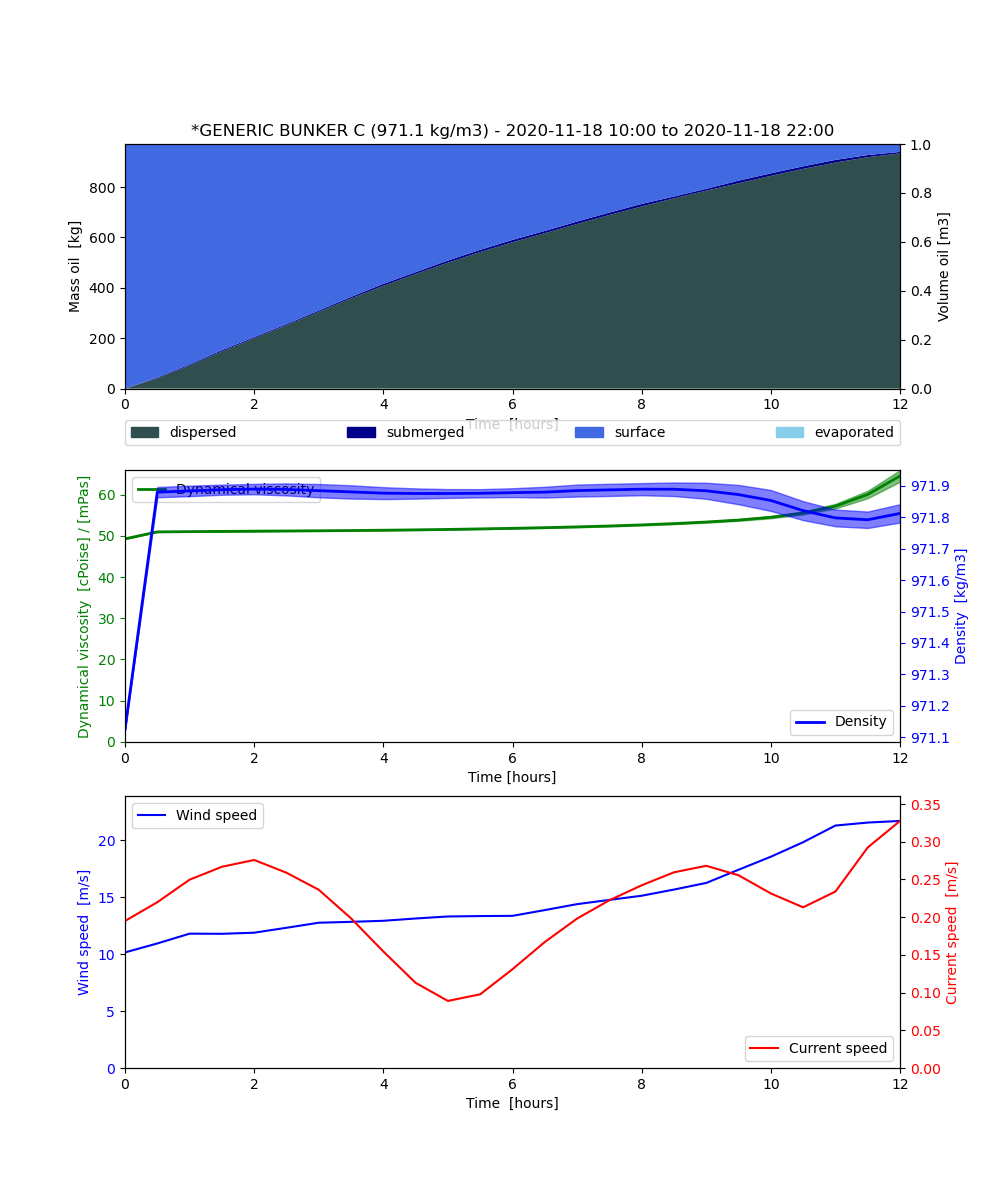 *GENERIC BUNKER C (971.1 kg/m3) - 2020-11-18 10:00 to 2020-11-18 22:00
Mass oil [kg]
800
600
400
200
0
1.0
0.8
0.6
0.4
0.2
0.0
Volume oil [m3]
0 2 4 6 8 10 12
Time [hours]
dispersed submerged surface evaporated
Dynamical viscosity [cPoise] / [mPas]
60
50
40
30
20
10
0
Dynamical viscosity
971.9
971.8
971.7
971.6
971.5
971.4
971.3
971.2
971.1
Density [kg/m3]
Density
0 2 4 6 8 10 12
Time [hours]
Wind speed [m/s]
20
15
10
5
0
Wind speed
0.35
0.30
0.25
0.20
0.15
0.10
0.05
0.00
Current speed [m/s]
Current speed
0 2 4 6 8 10 12
Time [hours]